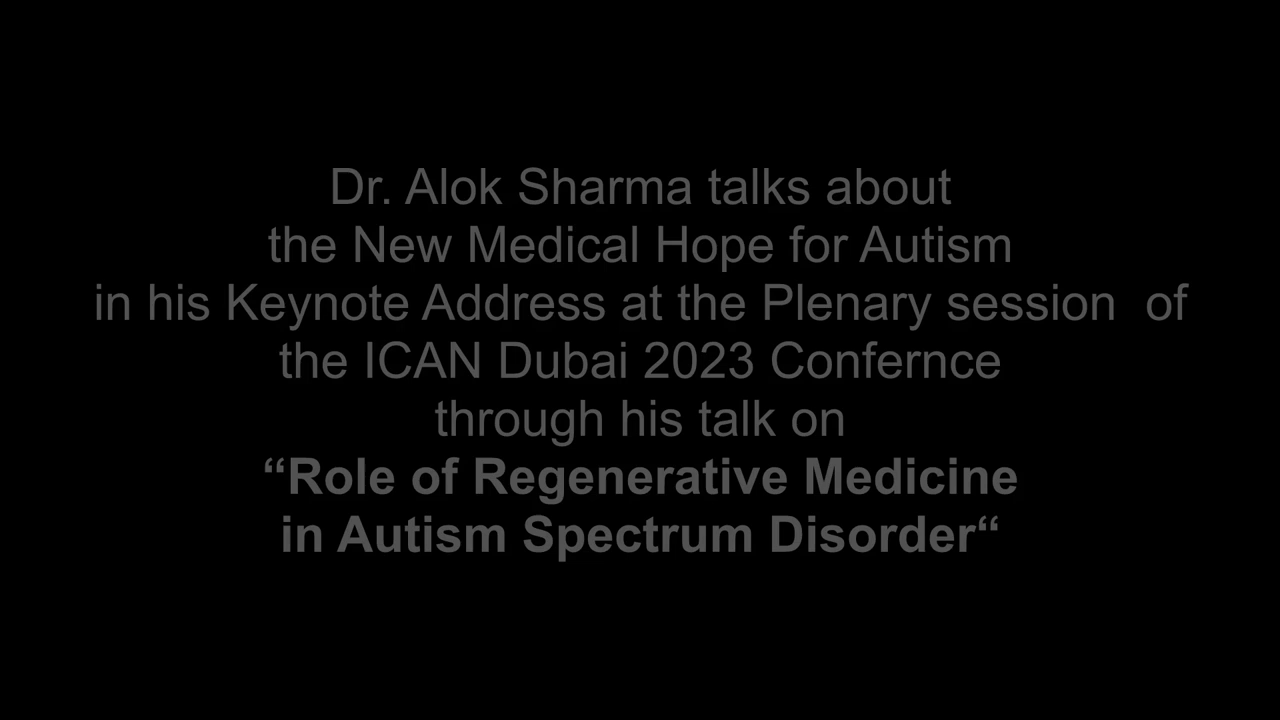 Dr. Alok Sharma talks about
the New Medical Hope for Autism
in his Keynote Address at the Plenary session  of
the ICAN Dubai 2023 Confernce
through his talk on
“Role of Regenerative Medicine
in Autism Spectrum Disorder“